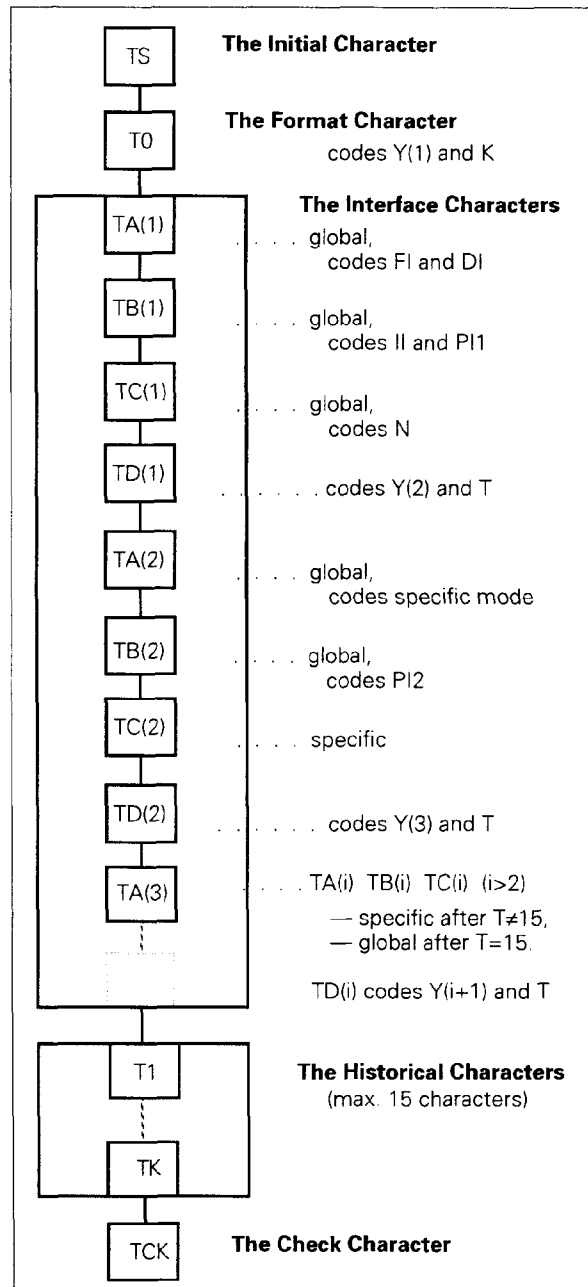 TS The Initial Character
The Format Character
T0
codes Y(1) and K
The Interface Characters
TA(1)
. . . . . global,
codes FI and DI
TB(1)
. . . . . global,
codes II and PI1
TC(1)
. . . . . global,
codes N
TD(1)
. . . . . . codes Y(2) and T
TA(2)
. . . . . global,
codes specific mode
TB(2)
. . . . . global,
codes PI2
TC(2)
. . . . . specific
TD(2)
. . . . . . codes Y(3) and T
TA(3) . . . . . TA(i) TB(i) TC(i) (i>2)
— specific after T≠15,
— global after T=15.
TD(i) codes Y(i+1) and T
T1 The Historical Characters
(max. 15 characters)
TK
TCK The Check Character